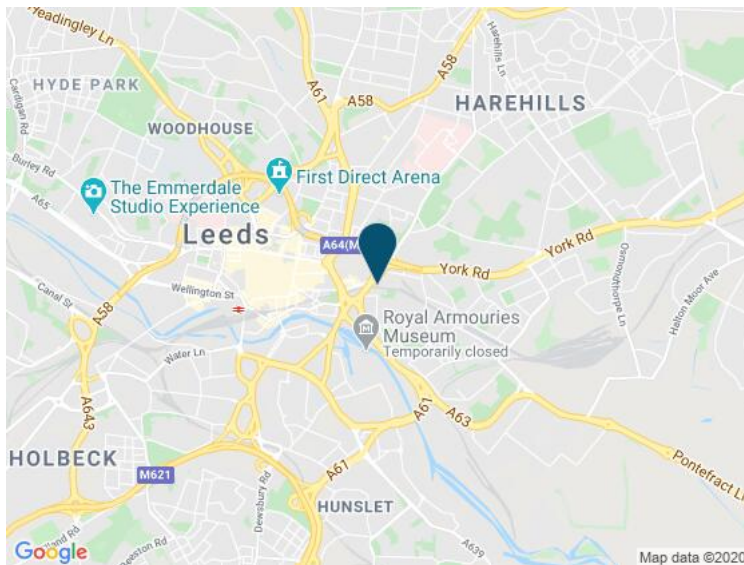 Headingley Ln
A61
A58
Harehills Ln
A58
HYDE PARK
HAREHILLS
Cardigan Rd
WOODHOUSE
Burley Rd
First Direct Arena
A65
The Emmerdale
Studio Experience
Leeds
A64(M
York Rd
York Rd
Osmondthorpe Ln
Halton Moor Ave
Canal St
Wellington St
A58
Royal Armouries
Museum
Temporarily closed
Water Ln
A643
A61
A63
HOLBECK
M621
A61
Pontefract L
Dewsbury Rd
HUNSLET
A639
Google
Map data ©2020